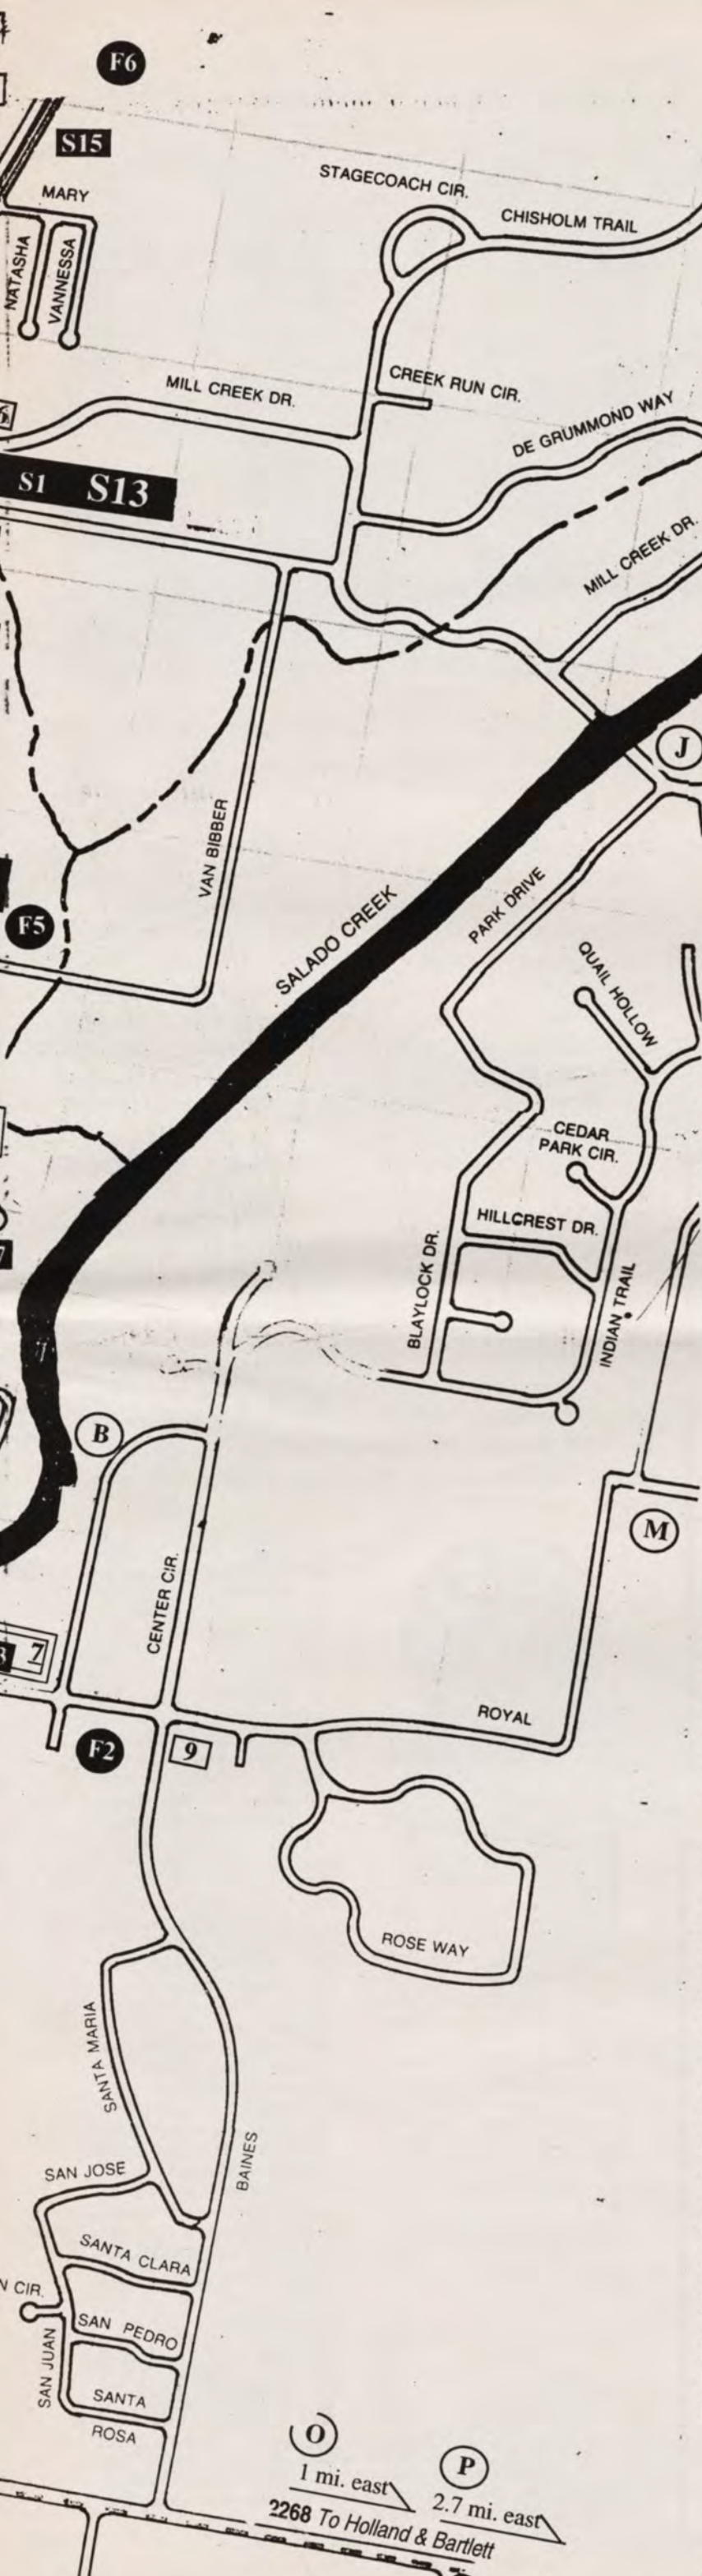 F6
S15
MARY
NATASHA
VANNESSA
STAGECOACH CIR.
CHISHOLM TRAIL
MILL CREEK DR.
CREEK RUN CIR.
DE GRUMMOND WAY
S1 S13
MILL CREEK DR.
J
VAN BIBBER
SALADO CREEK
PARK DRIVE
F5
QUAIL HOLLOW
CEDAR
PARK CIR.
HILLCREST DR.
BLAYLOCK DR.
INDIAN TRAIL
7
B
M
CENTER CIR.
7
ROYAL
F2
9
ROSE WAY
SANTA MARIA
BAINES
SAN JOSE
SANTA CLARA
N CIR.
SAN PEDRO
SAN JUAN
SANTA
ROSA
O
1 mi. east
P
2.7 mi. east
2268 To Holland & Bartlett